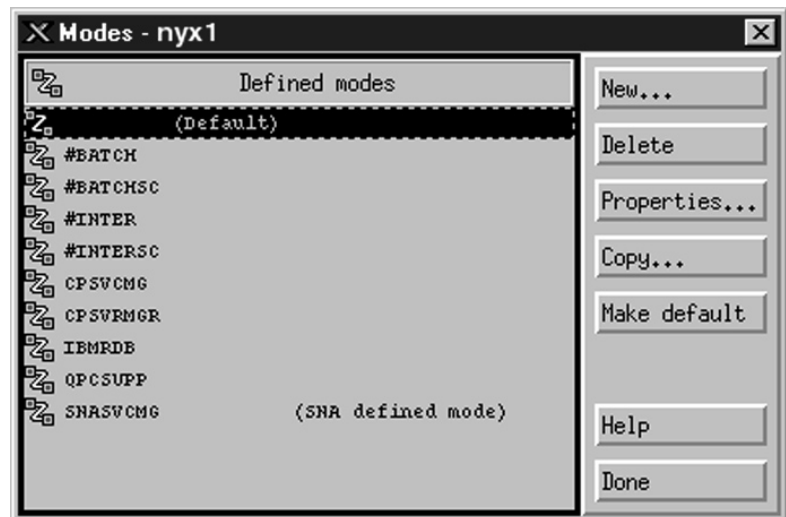 Modes - nyx1
Defined modes
(Default)
#BATCH
#BATCHSC
#INTER
#INTERSC
CPSVCMG
CPSVRMGR
IBMRDB
QPCSUPP
SNASVCMG (SNA defined mode)
New...
Delete
Properties...
Copy...
Make default
Help
Done